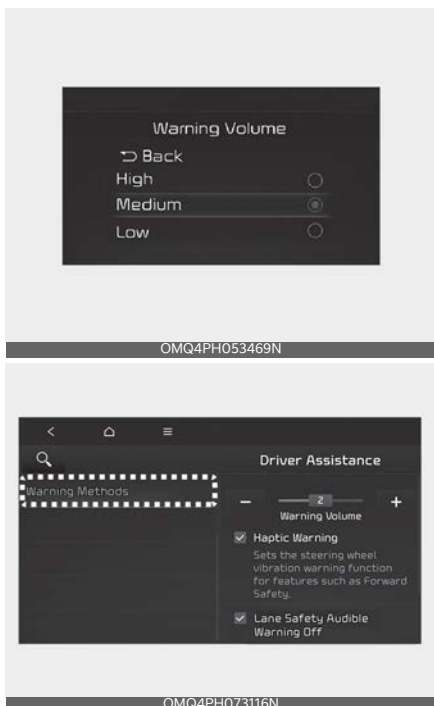 Warning Volume
Back
High
Medium
Low
OMQ4PH053469N
Driver Assistance
Warning Methods
− 2 +
Warning Volume
Haptic Warning
Sets the steering wheel
vibration warning function
for features such as Forward
Safety.
Lane Safety Audible
Warning Off
OMQ4PH073116N